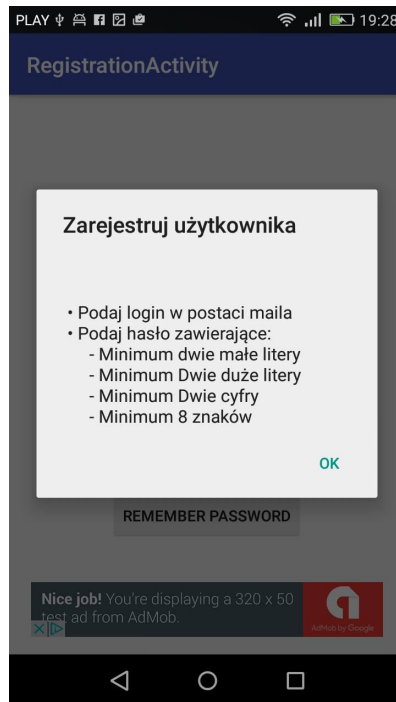 PLAY 19:28
RegistrationActivity
Zarejestruj użytkownika
• Podaj login w postaci maila
• Podaj hasło zawierające:
- Minimum dwie małe litery
- Minimum Dwie duże litery
- Minimum Dwie cyfry
- Minimum 8 znaków
OK
REMEMBER PASSWORD
Nice job! You're displaying a 320 x 50
test ad from AdMob.
AdMob by Google